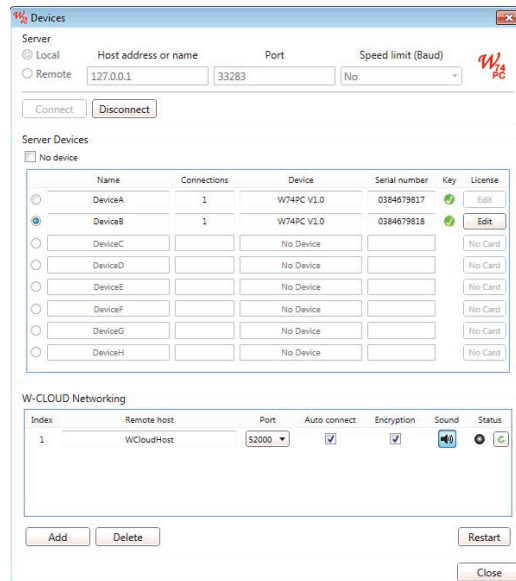 W74 PC Devices
Server
Local Host address or name Port Speed limit (Baud)
Remote 127.0.0.1 33283 No
W74 PC
Connect Disconnect
Server Devices
No device
Name Connections Device Serial number Key License
DeviceA 1 W74PC V1.0 0384679817 Edit
DeviceB 1 W74PC V1.0 0384679818 Edit
DeviceC No Device No Card
DeviceD No Device No Card
DeviceE No Device No Card
DeviceF No Device No Card
DeviceG No Device No Card
DeviceH No Device No Card
W-CLOUD Networking
Index Remote host Port Auto connect Encryption Sound Status
1 WCloudHost 52000
Add Delete Restart
Close